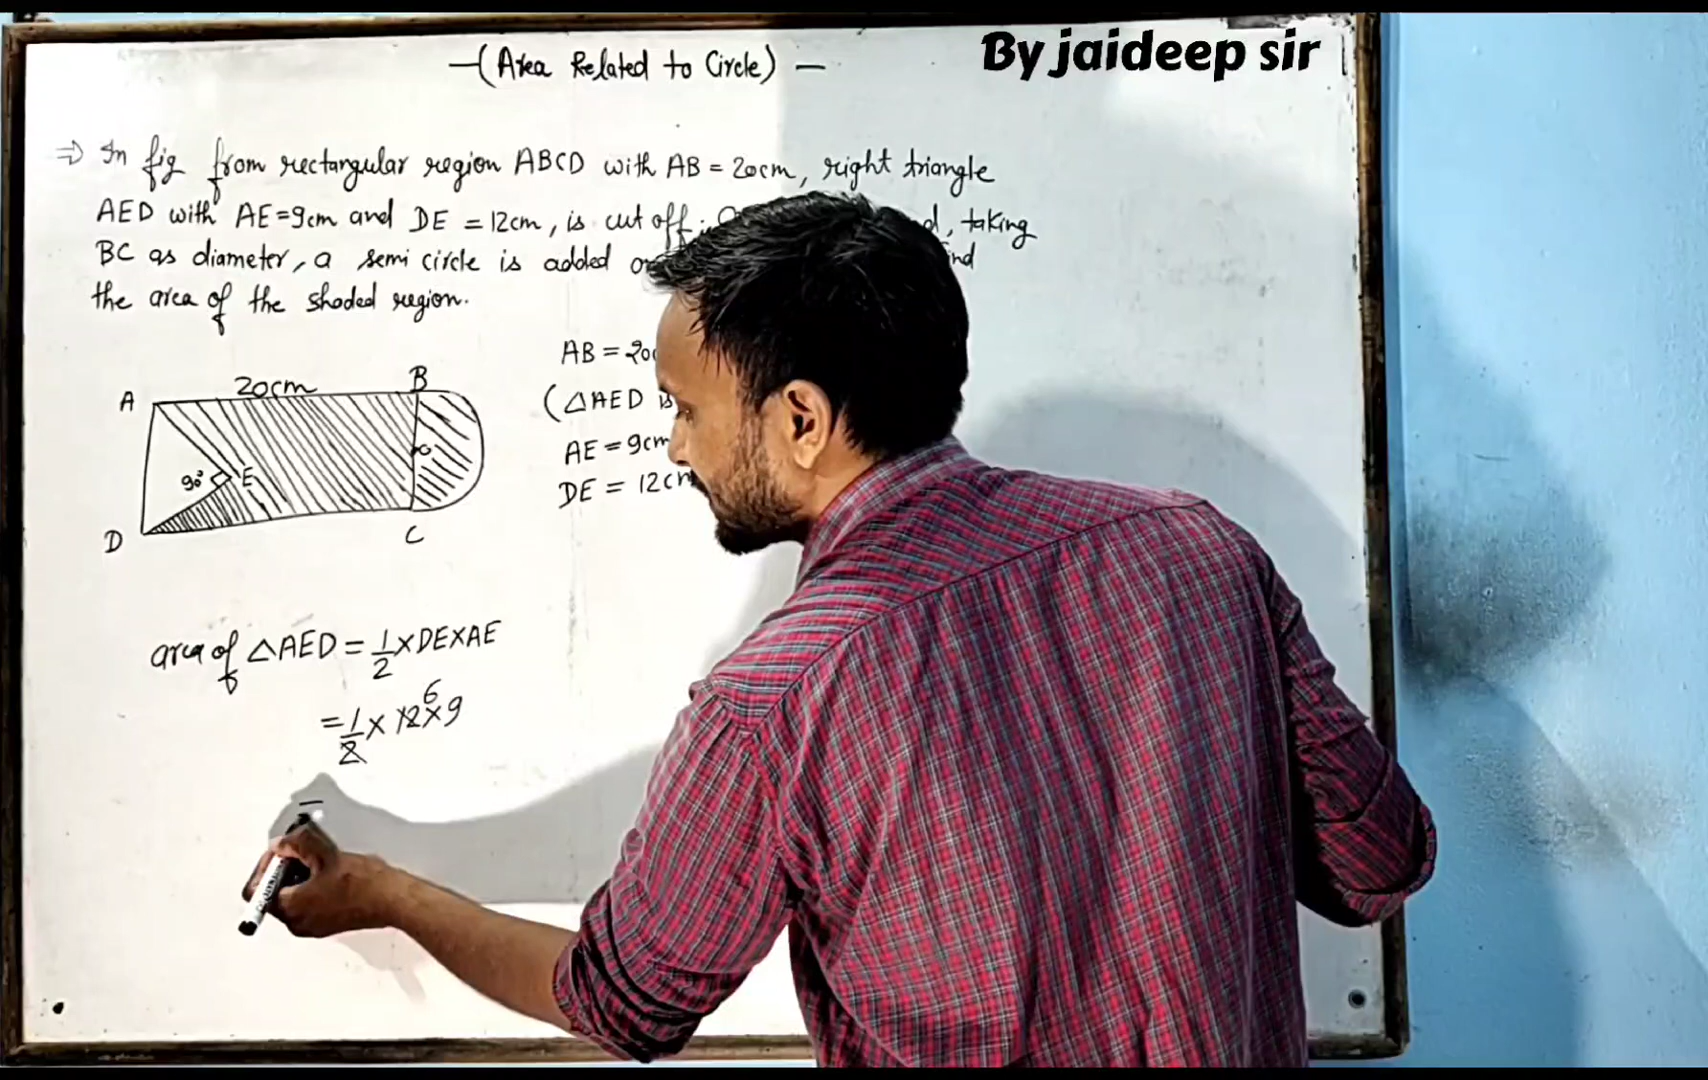 By jaideep sir
—(Area Related to Circle) —
⇒ In fig from rectangular region ABCD with AB = 20cm, right triangle
AED with AE=9cm and DE = 12cm, is cut off. taking
BC as diameter, a semi circle is added
the area of the shaded region.
A 20cm B
90° E
D C
AB = 20
(△AED is
AE = 9cm
DE = 12cm
area of △AED = 1/2 × DE × AE
= 1/2 × 12 × 9
6